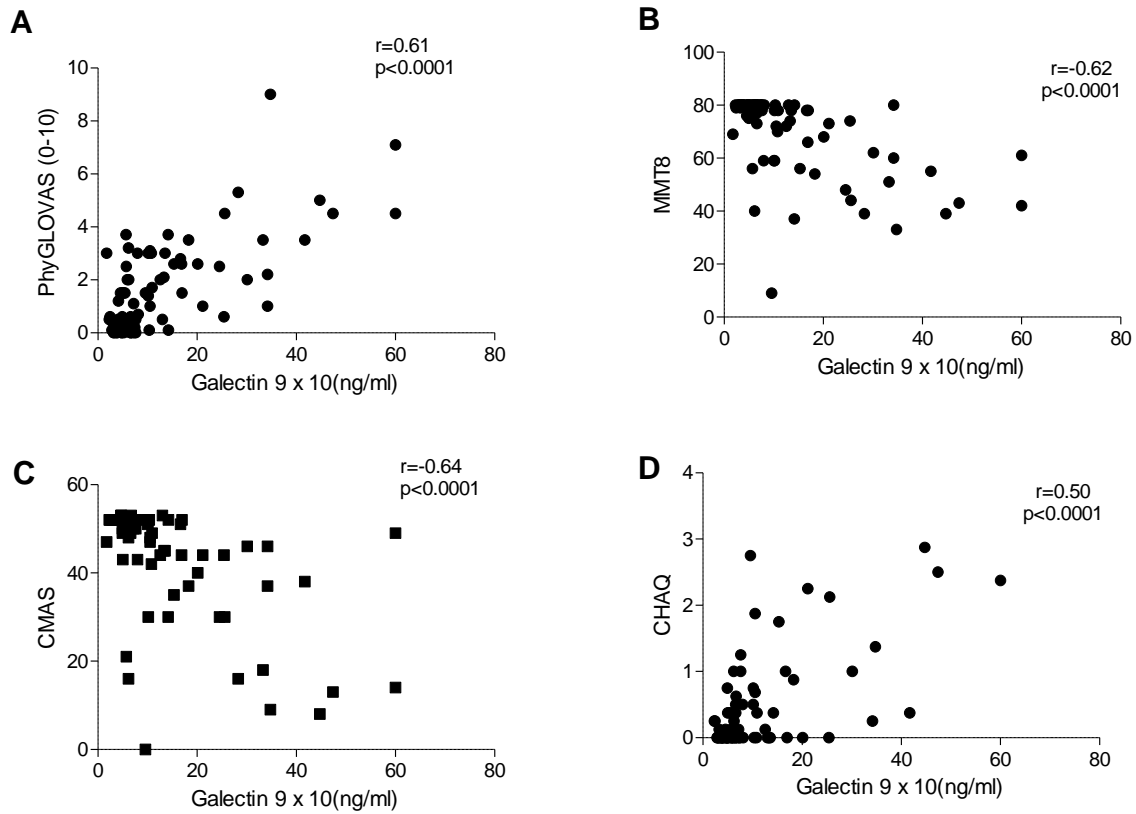 A
r=0.61
p<0.0001
PhyGLOVAS (0-10)
10
8
6
4
2
0
0 20 40 60 80
Galectin 9 x 10(ng/ml)
B
r=-0.62
p<0.0001
MMT8
100
80
60
40
20
0
0 20 40 60 80
Galectin 9 x 10(ng/ml)
C
r=-0.64
p<0.0001
CMAS
60
40
20
0
0 20 40 60 80
Galectin 9 x 10(ng/ml)
D
r=0.50
p<0.0001
CHAQ
4
3
2
1
0
0 20 40 60 80
Galectin 9 x 10(ng/ml)